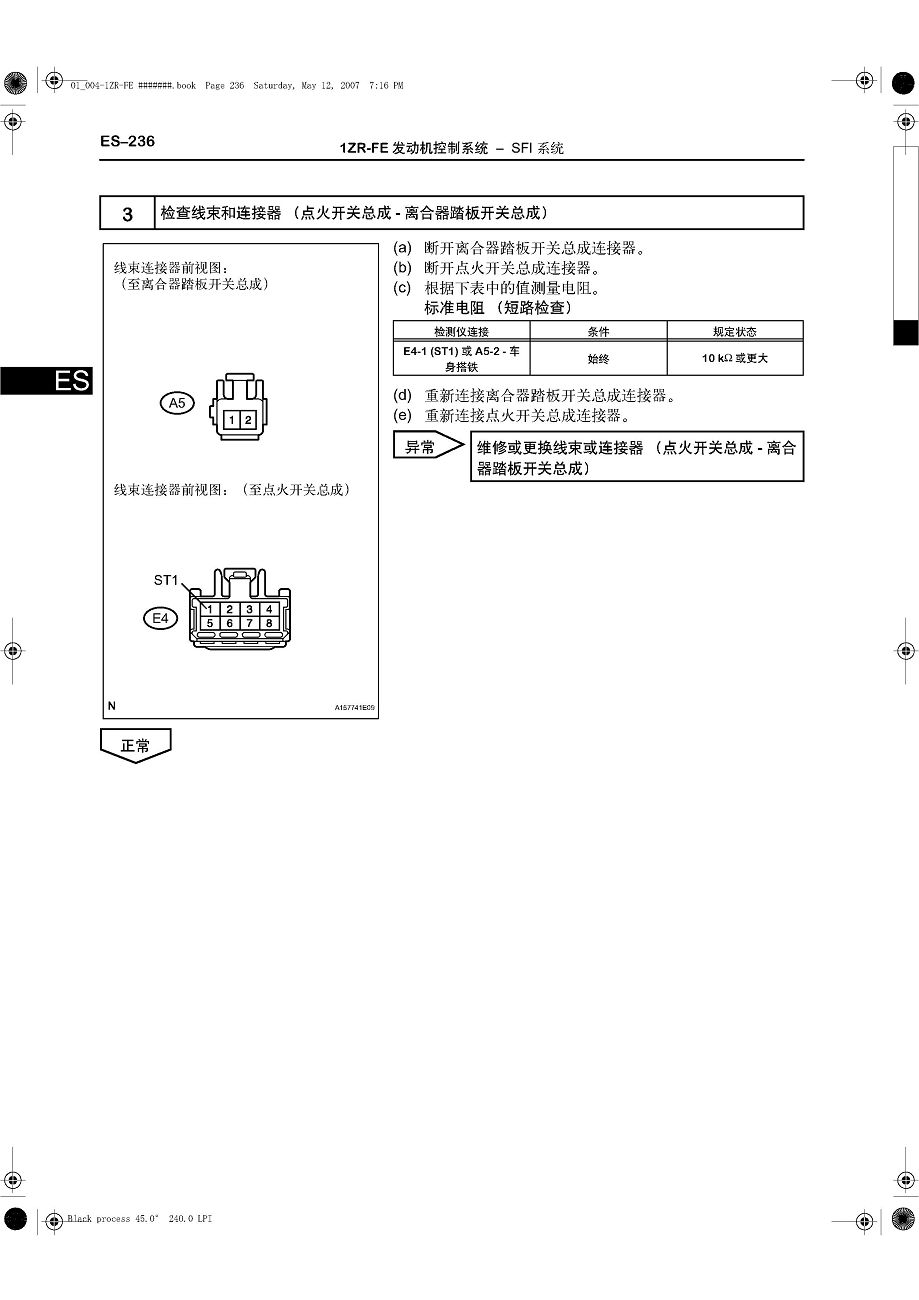 01_004-1ZR-FE #######.book Page 236 Saturday, May 12, 2007 7:16 PM
ES–236
1ZR-FE 发动机控制系统 – SFI 系统
3
检查线束和连接器 （点火开关总成 - 离合器踏板开关总成）
线束连接器前视图：
（至离合器踏板开关总成）
A5
1 2
线束连接器前视图：（至点火开关总成）
ST1
E4
1 2 3 4
5 6 7 8
N
A157741E09
(a) 断开离合器踏板开关总成连接器。
(b) 断开点火开关总成连接器。
(c) 根据下表中的值测量电阻。
标准电阻 （短路检查）
检测仪连接 条件 规定状态
E4-1 (ST1) 或 A5-2 - 车
身搭铁
始终
10 kΩ 或更大
ES
(d) 重新连接离合器踏板开关总成连接器。
(e) 重新连接点火开关总成连接器。
异常
维修或更换线束或连接器 （点火开关总成 - 离合
器踏板开关总成）
正常
Black process 45.0° 240.0 LPI